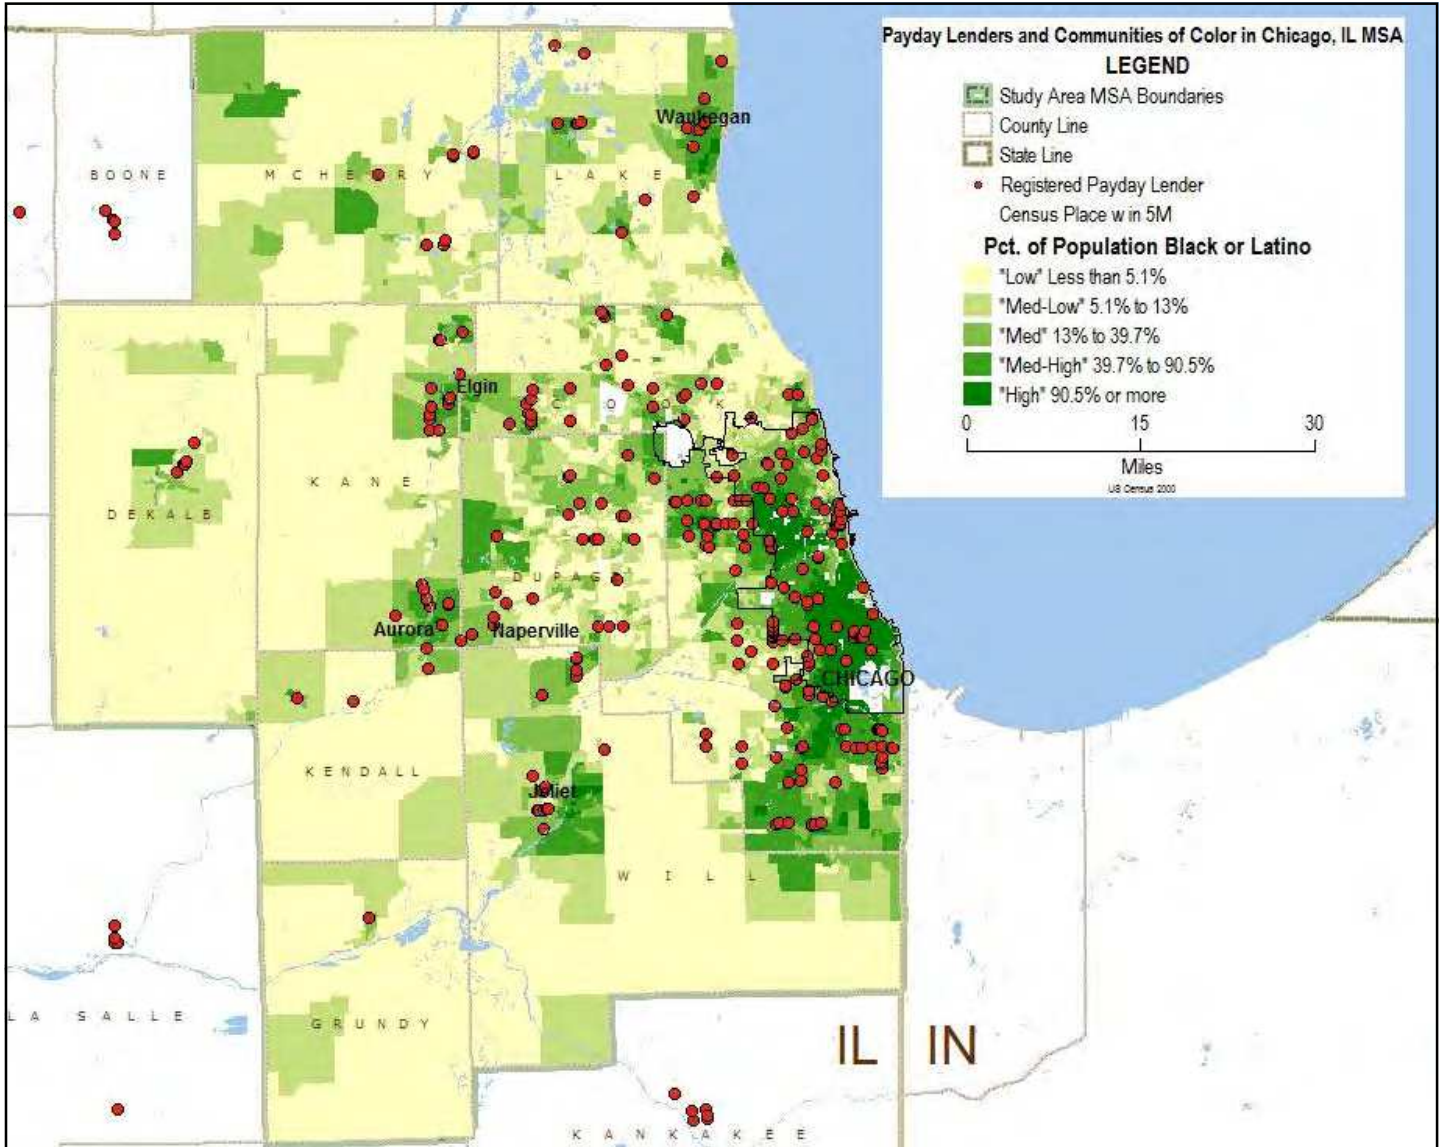 Payday Lenders and Communities of Color in Chicago, IL MSA
LEGEND
Study Area MSA Boundaries
County Line
State Line
Registered Payday Lender
Census Place w in 5M
Pct. of Population Black or Latino
"Low" Less than 5.1%
"Med-Low" 5.1% to 13%
"Med" 13% to 39.7%
"Med-High" 39.7% to 90.5%
"High" 90.5% or more
0 15 30
Miles
US Census 2000
Waukegan
BOONE
MCHENRY
LAKE
Elgin
COOK
KANE
DEKALB
DUPAGE
Aurora
Naperville
CHICAGO
KENDALL
Joliet
WILL
LA SALLE
GRUNDY
IL IN
KANKAKEE